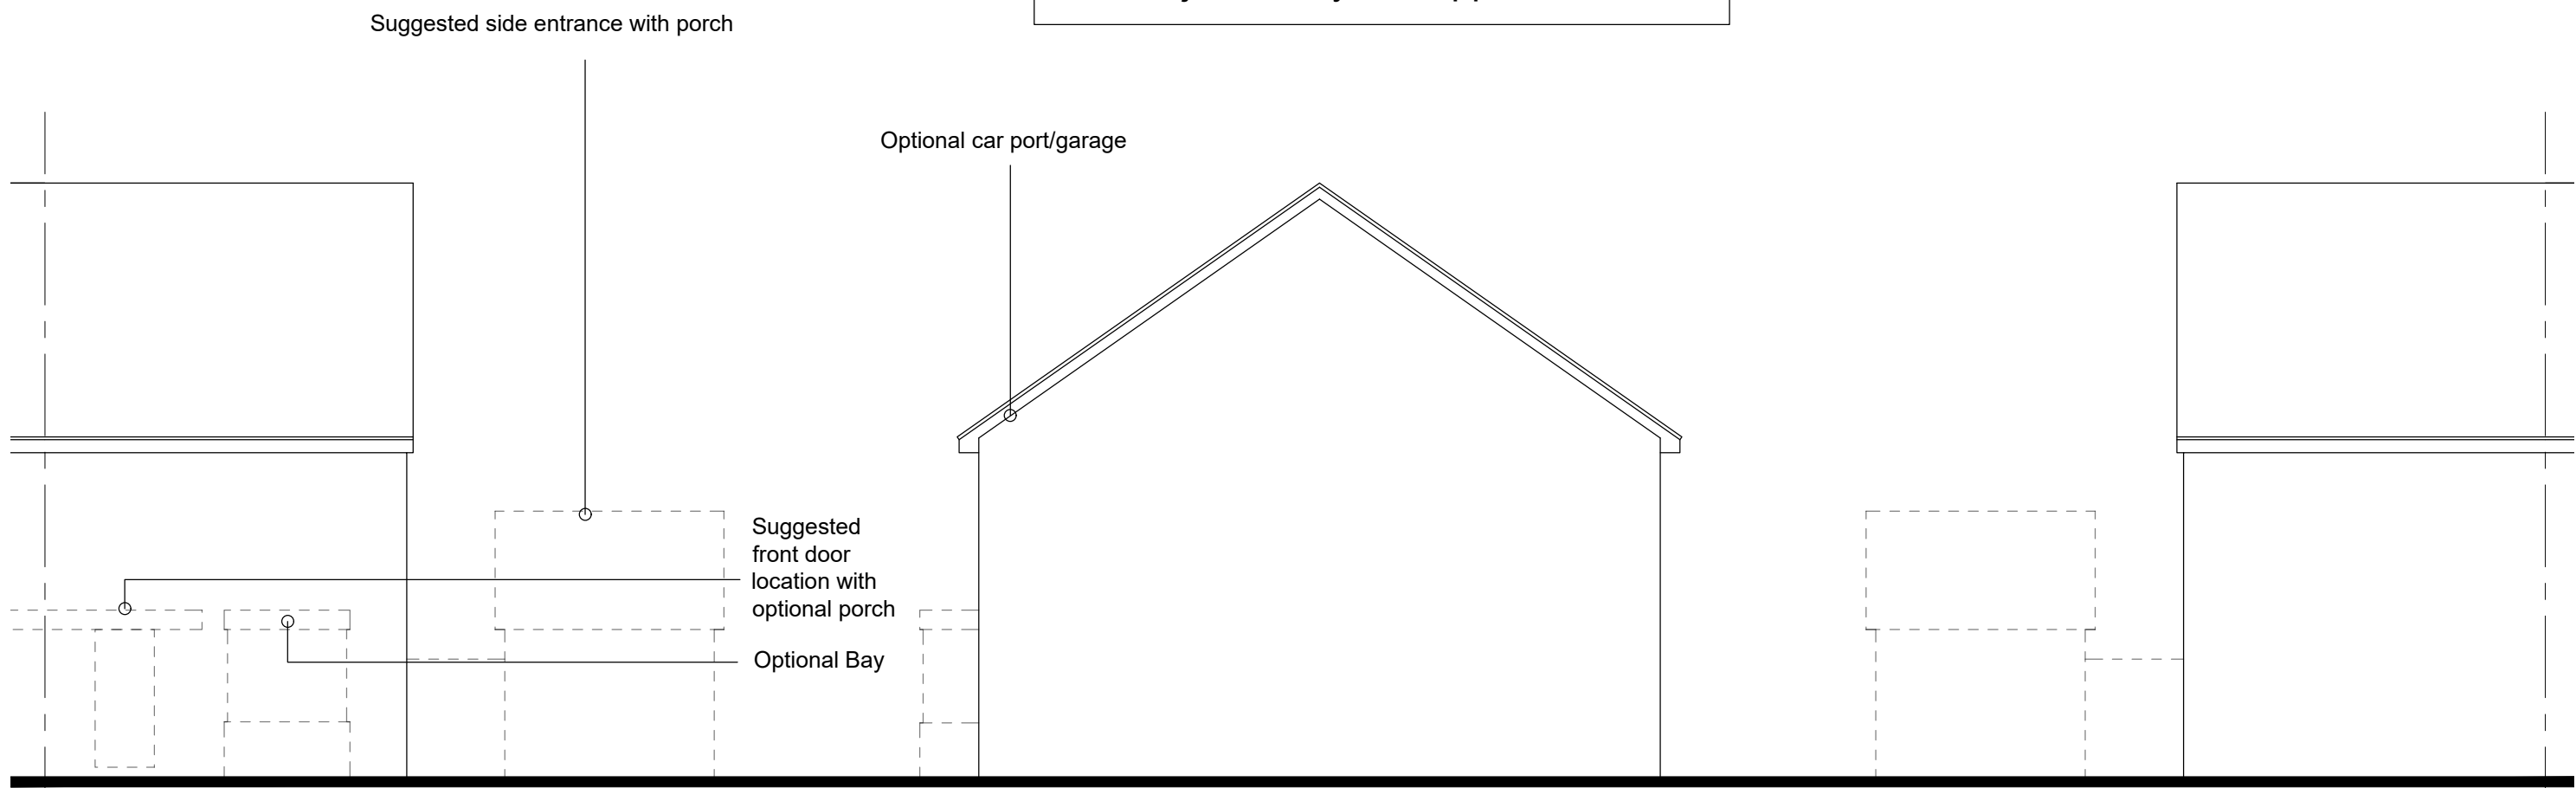 Suggested side entrance with porch
Optional car port/garage
Suggested
front door
location with
optional porch
Optional Bay